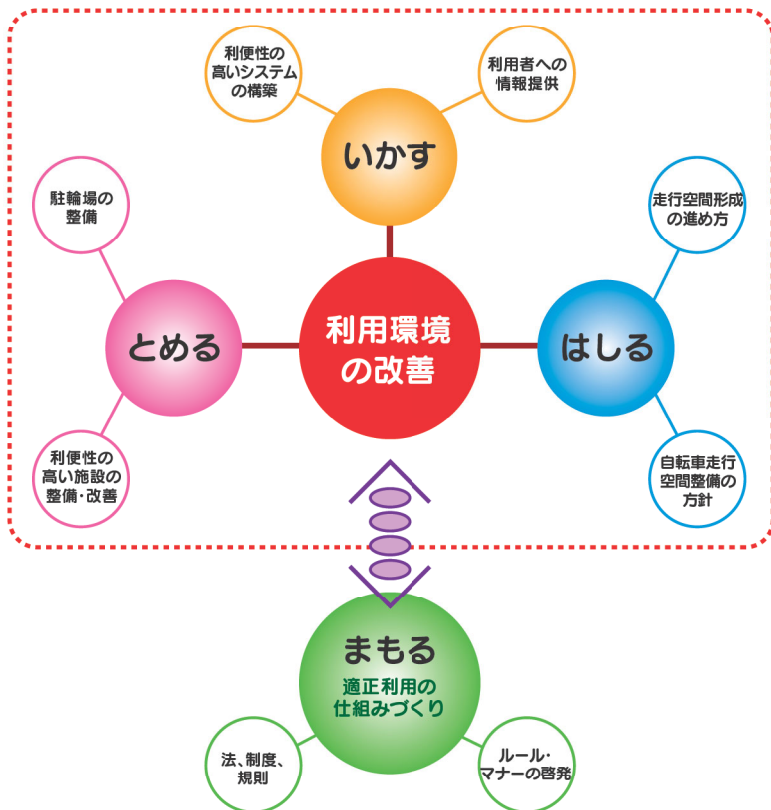 利便性の
高いシステム
の構築
利用者への
情報提供
いかす
駐輪場の
整備
走行空間形成
の進め方
とめる
利用環境
の改善
はしる
利便性の
高い施設の
整備・改善
自転車走行
空間整備の
方針
まもる
適正利用の
仕組みづくり
法、制度、
規則
ルール・
マナーの啓発